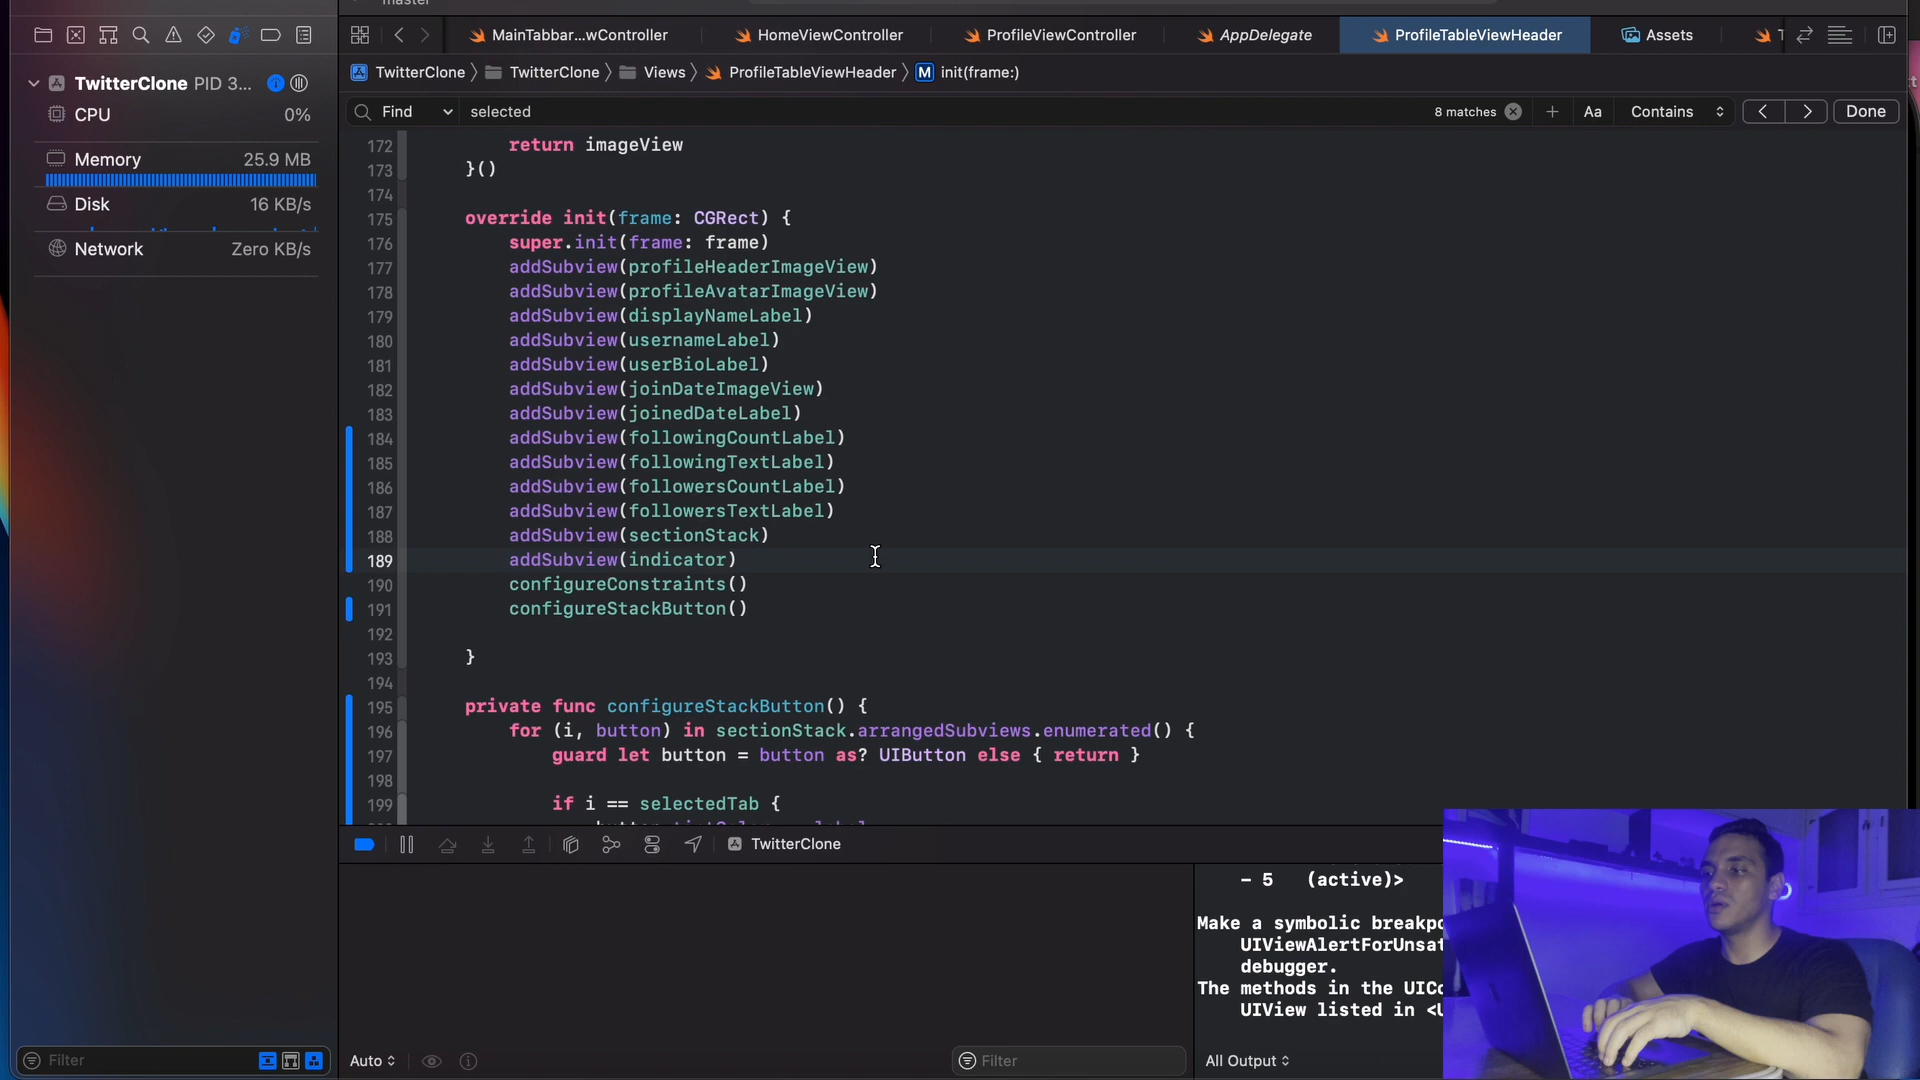 master
MainTabbar...wController
HomeViewController
ProfileViewController
AppDelegate
ProfileTableViewHeader
Assets
TwitterClone PID 3...
TwitterClone
TwitterClone
Views
ProfileTableViewHeader
M init(frame:)
CPU 0%
Find
selected
8 matches
Aa
Contains
Done
Memory 25.9 MB
Disk 16 KB/s
Network Zero KB/s
172 return imageView
173 }()
174
175 override init(frame: CGRect) {
176 super.init(frame: frame)
177 addSubview(profileHeaderImageView)
178 addSubview(profileAvatarImageView)
179 addSubview(displayNameLabel)
180 addSubview(usernameLabel)
181 addSubview(userBioLabel)
182 addSubview(joinDateImageView)
183 addSubview(joinedDateLabel)
184 addSubview(followingCountLabel)
185 addSubview(followingTextLabel)
186 addSubview(followersCountLabel)
187 addSubview(followersTextLabel)
188 addSubview(sectionStack)
189 addSubview(indicator)
190 configureConstraints()
191 configureStackButton()
192
193 }
194
195 private func configureStackButton() {
196 for (i, button) in sectionStack.arrangedSubviews.enumerated() {
197 guard let button = button as? UIButton else { return }
198
199 if i == selectedTab {
TwitterClone
- 5 (active)>
Make a symbolic breakpo
UIViewAlertForUnsat
debugger.
The methods in the UICo
UIView listed in <U
Filter
Auto
Filter
All Output